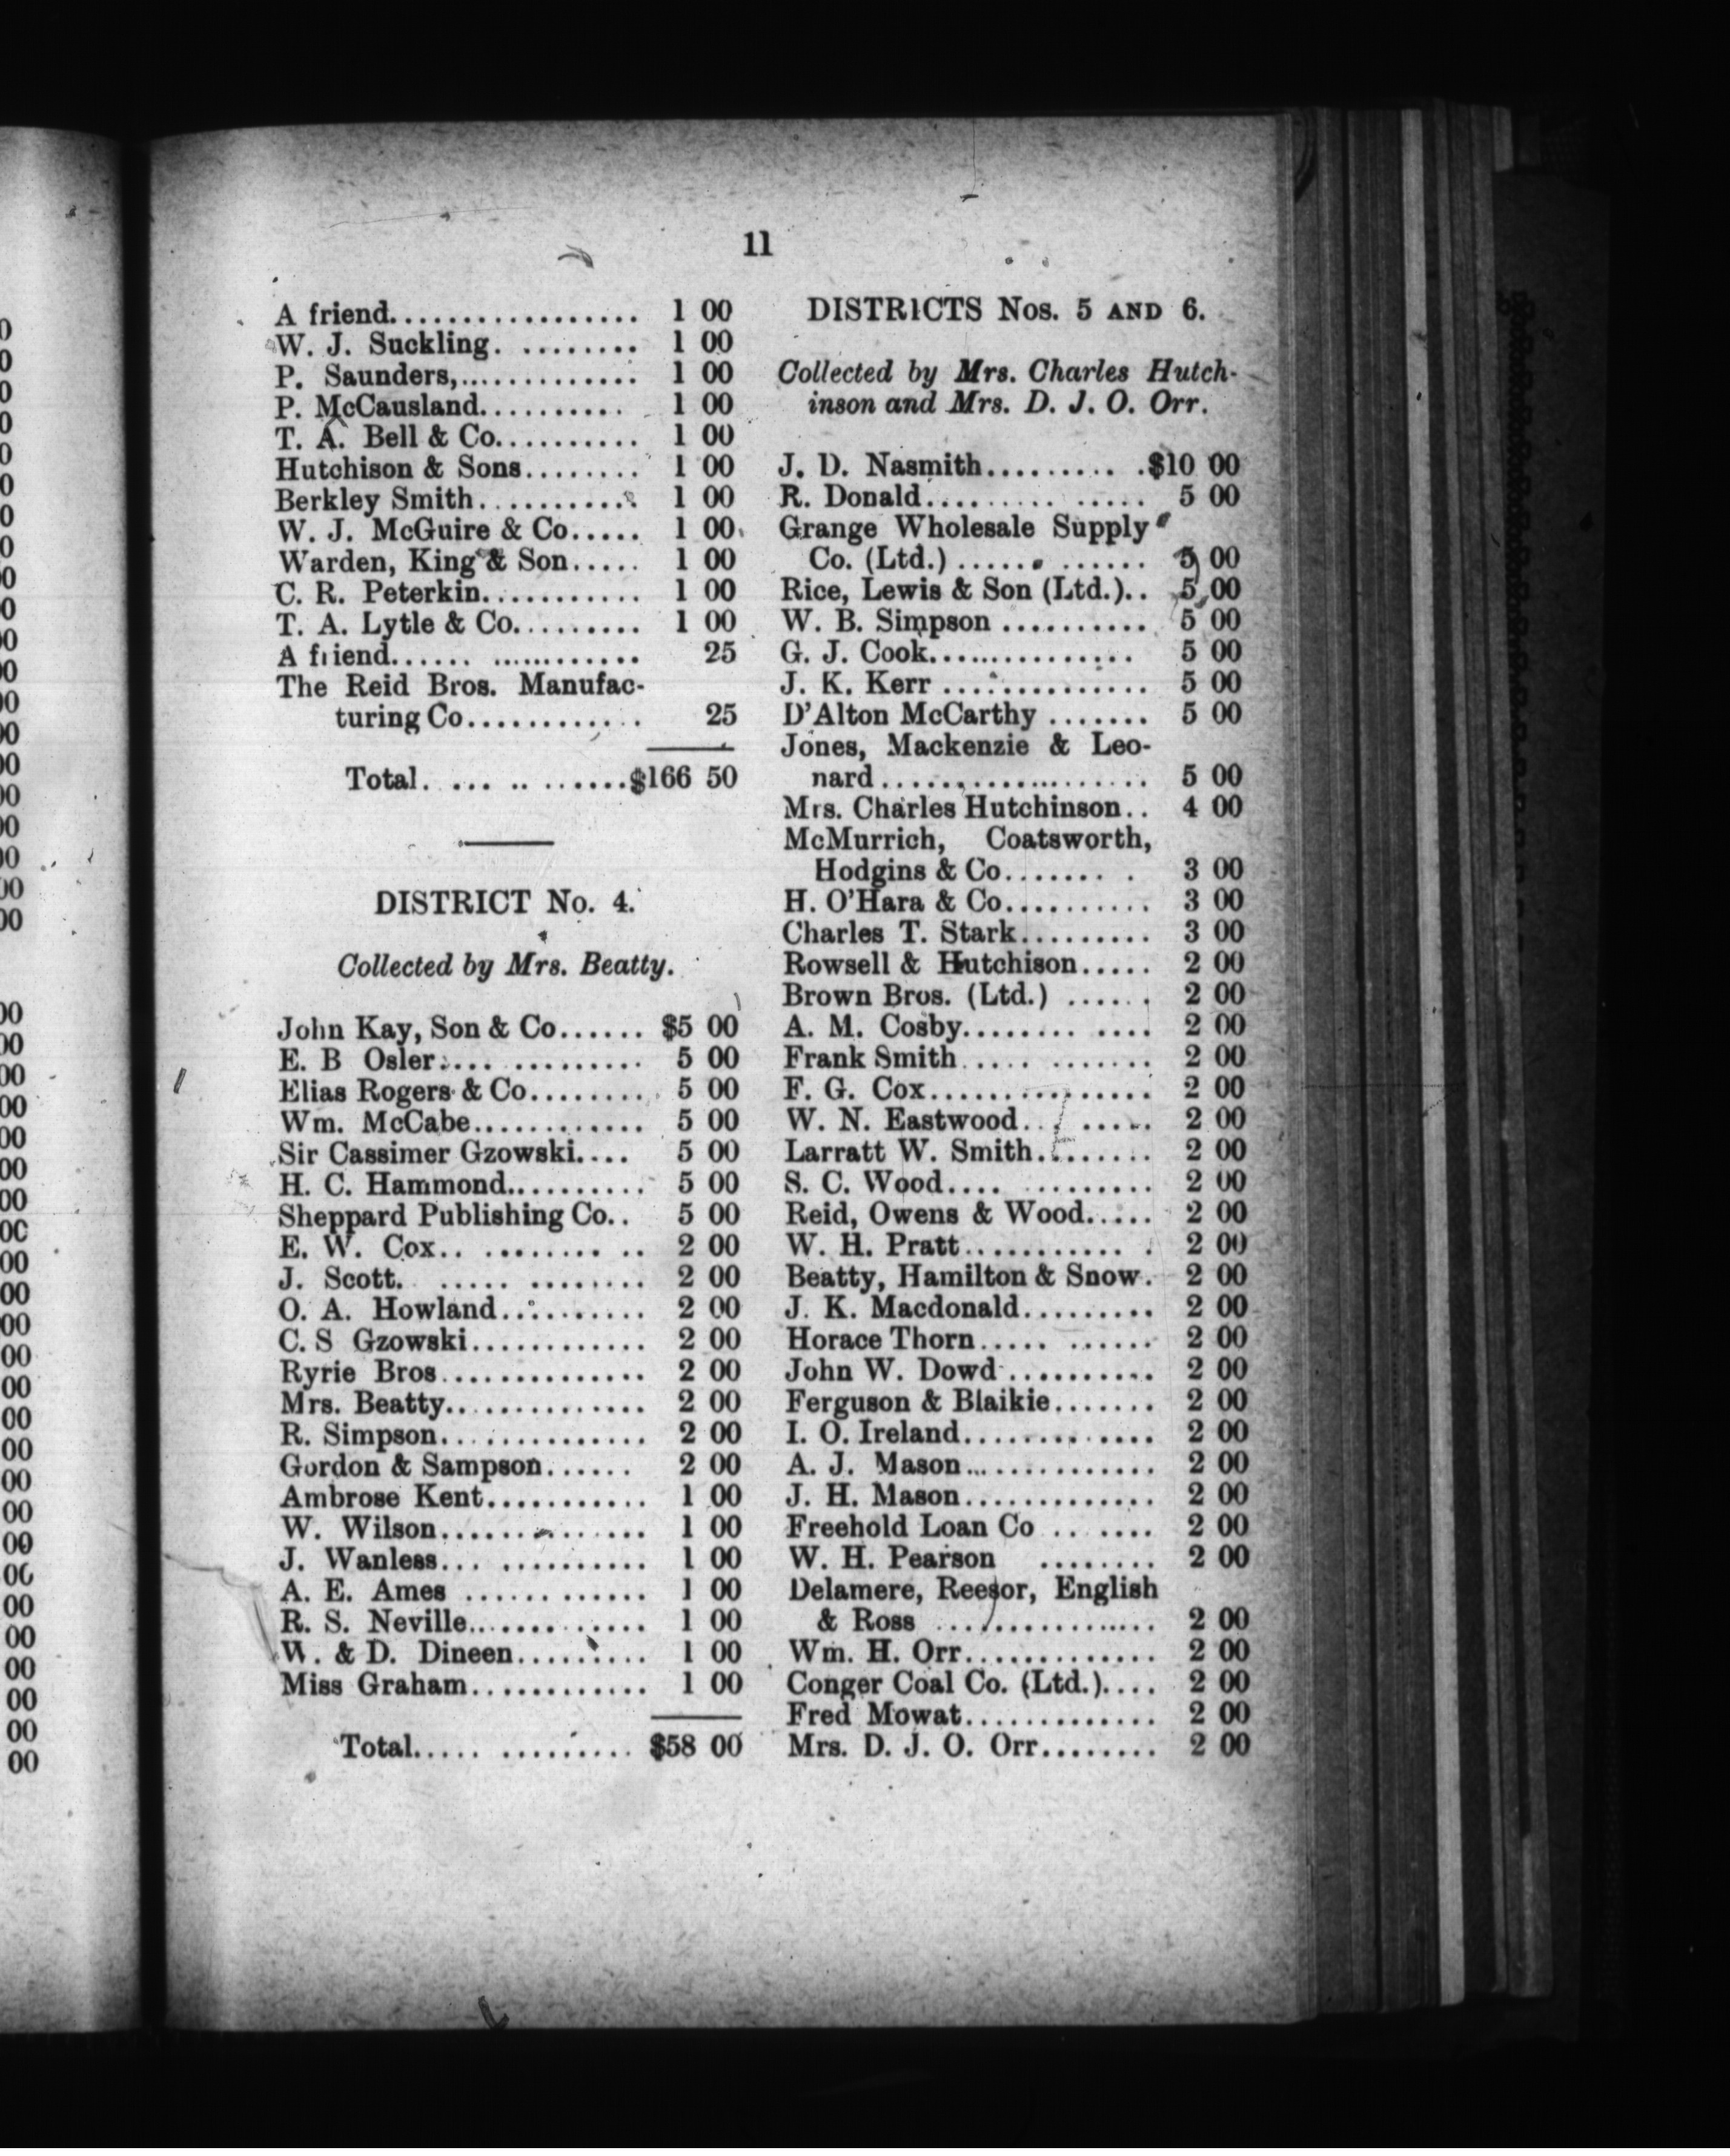 11
A friend................. 1 00
W. J. Suckling. ........ 1 00
P. Saunders,............. 1 00
P. McCausland.......... 1 00
T. A. Bell & Co.......... 1 00
Hutchison & Sons........ 1 00
Berkley Smith........... 1 00
W. J. McGuire & Co..... 1 00
Warden, King & Son..... 1 00
C. R. Peterkin........... 1 00
T. A. Lytle & Co......... 1 00
A friend...... ............ 25
The Reid Bros. Manufac-
turing Co............ 25
Total. ... .. ......$166 50
DISTRICT No. 4.
Collected by Mrs. Beatty.
John Kay, Son & Co...... $5 00
E. B Osler.... ......... 5 00
Elias Rogers & Co........ 5 00
Wm. McCabe............ 5 00
Sir Cassimer Gzowski.... 5 00
H. C. Hammond.......... 5 00
Sheppard Publishing Co.. 5 00
E. W. Cox.. ........ .. 2 00
J. Scott. ..... ........ 2 00
O. A. Howland.......... 2 00
C. S Gzowski............ 2 00
Ryrie Bros.............. 2 00
Mrs. Beatty.............. 2 00
R. Simpson.............. 2 00
Gordon & Sampson...... 2 00
Ambrose Kent........... 1 00
W. Wilson.............. 1 00
J. Wanless... .......... 1 00
A. E. Ames ............ 1 00
R. S. Neville............ 1 00
W. & D. Dineen......... 1 00
Miss Graham............ 1 00
Total..... ......... $58 00
DISTRICTS Nos. 5 AND 6.
Collected by Mrs. Charles Hutch-
inson and Mrs. D. J. O. Orr.
J. D. Nasmith......... .$10 00
R. Donald.......... ..... 5 00
Grange Wholesale Supply
Co. (Ltd.) ...... ...... 5 00
Rice, Lewis & Son (Ltd.).. 5 00
W. B. Simpson .......... 5 00
G. J. Cook.............. 5 00
J. K. Kerr .............. 5 00
D'Alton McCarthy ....... 5 00
Jones, Mackenzie & Leo-
nard.................. 5 00
Mrs. Charles Hutchinson.. 4 00
McMurrich, Coatsworth,
Hodgins & Co....... . 3 00
H. O'Hara & Co.......... 3 00
Charles T. Stark......... 3 00
Rowsell & Hutchison..... 2 00
Brown Bros. (Ltd.) ...... 2 00
A. M. Cosby........ .... 2 00
Frank Smith..... ....... 2 00
F. G. Cox............... 2 00
W. N. Eastwood... ..... 2 00
Larratt W. Smith........ 2 00
S. C. Wood.... ......... 2 00
Reid, Owens & Wood..... 2 00
W. H. Pratt........... . 2 00
Beatty, Hamilton & Snow. 2 00
J. K. Macdonald......... 2 00
Horace Thorn..... ...... 2 00
John W. Dowd .......... 2 00
Ferguson & Blaikie....... 2 00
I. O. Ireland............. 2 00
A. J. Mason............. 2 00
J. H. Mason............. 2 00
Freehold Loan Co ... .... 2 00
W. H. Pearson ........ 2 00
Delamere, Reesor, English
& Ross ............... 2 00
Wm. H. Orr............. 2 00
Conger Coal Co. (Ltd.).... 2 00
Fred Mowat............. 2 00
Mrs. D. J. O. Orr........ 2 00